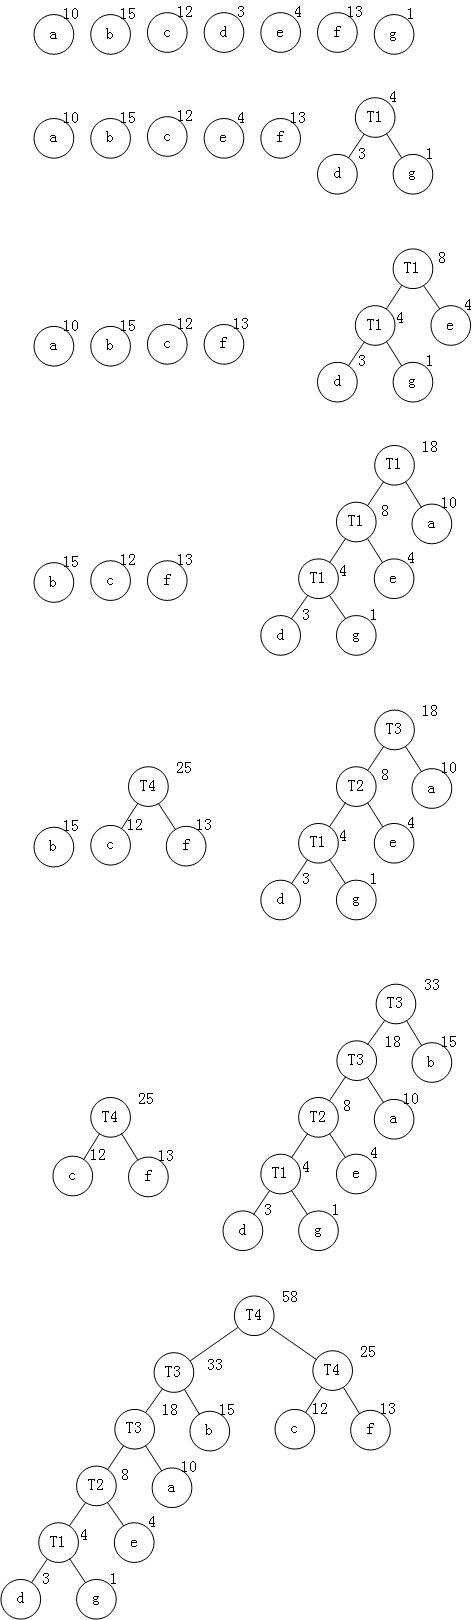 10 15 12 3 4 13 1
a b c d e f g
10 15 12 4 13 4
a b c e f T1
3 1
d g
8
T1
10 15 12 13 4 4
a b c f T1 e
3 1
d g
18
T1
8 10
T1 a
15 12 13 4 4
b c f T1 e
3 1
d g
18
T3
25 8 10
T4 T2 a
15 12 13 4 4
b c f T1 e
3 1
d g
33
T3
18 15
T3 b
25 8 10
T4 T2 a
12 13 4 4
c f T1 e
3 1
d g
58
T4
33 25
T3 T4
18 15 12 13
T3 b c f
8 10
T2 a
4 4
T1 e
3 1
d g